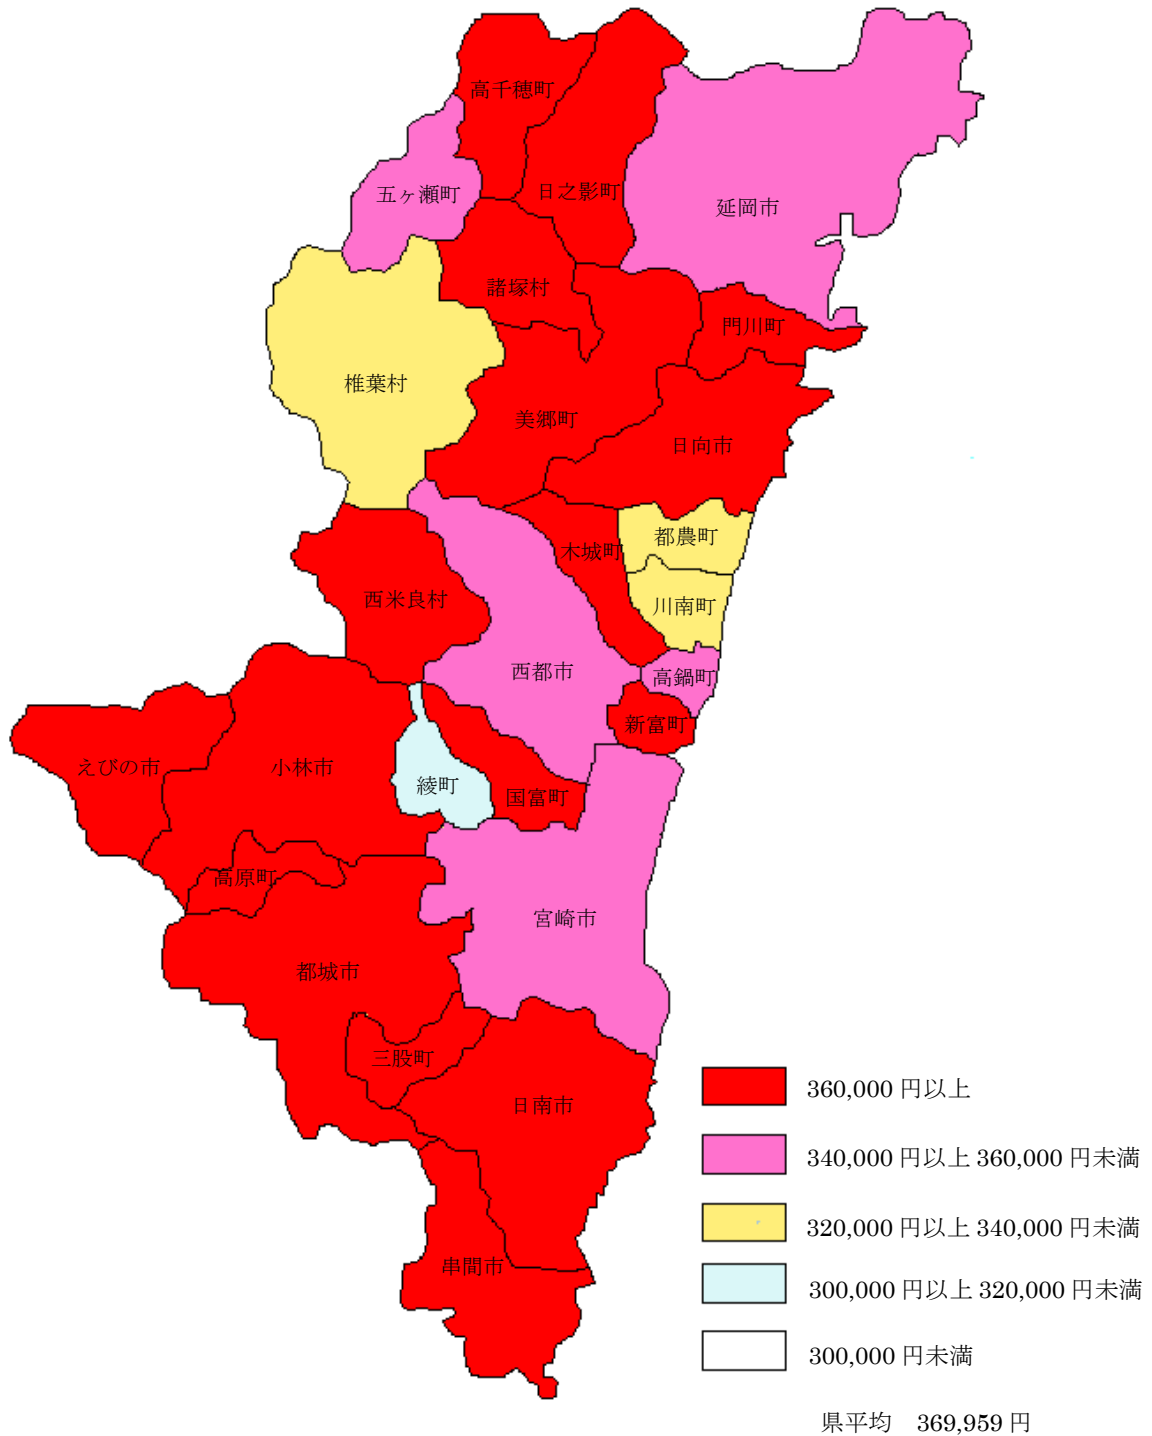 高千穂町
日之影町
五ヶ瀬町
延岡市
諸塚村
門川町
椎葉村
美郷町
日向市
都農町
木城町
西米良村
川南町
西都市
高鍋町
新富町
えびの市
小林市
綾町
国富町
高原町
宮崎市
都城市
三股町
日南市
串間市
360,000 円以上
340,000 円以上 360,000 円未満
320,000 円以上 340,000 円未満
300,000 円以上 320,000 円未満
300,000 円未満
県平均　369,959 円